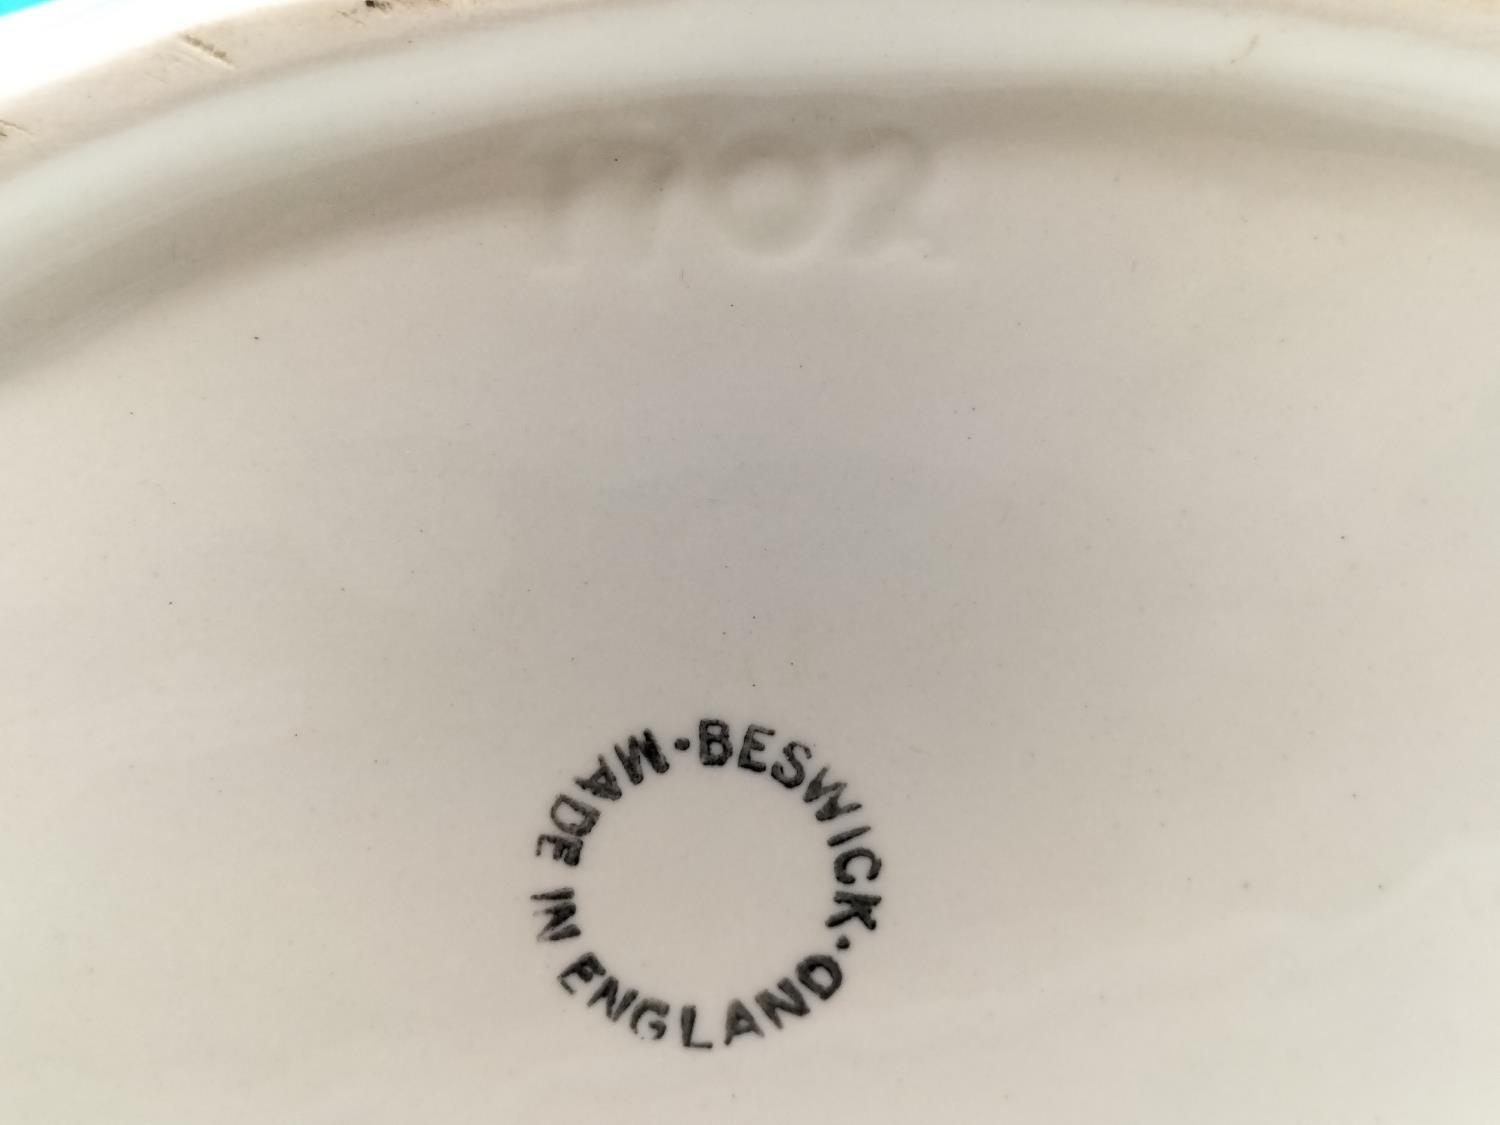 1702
BESWICK · MADE IN ENGLAND ·